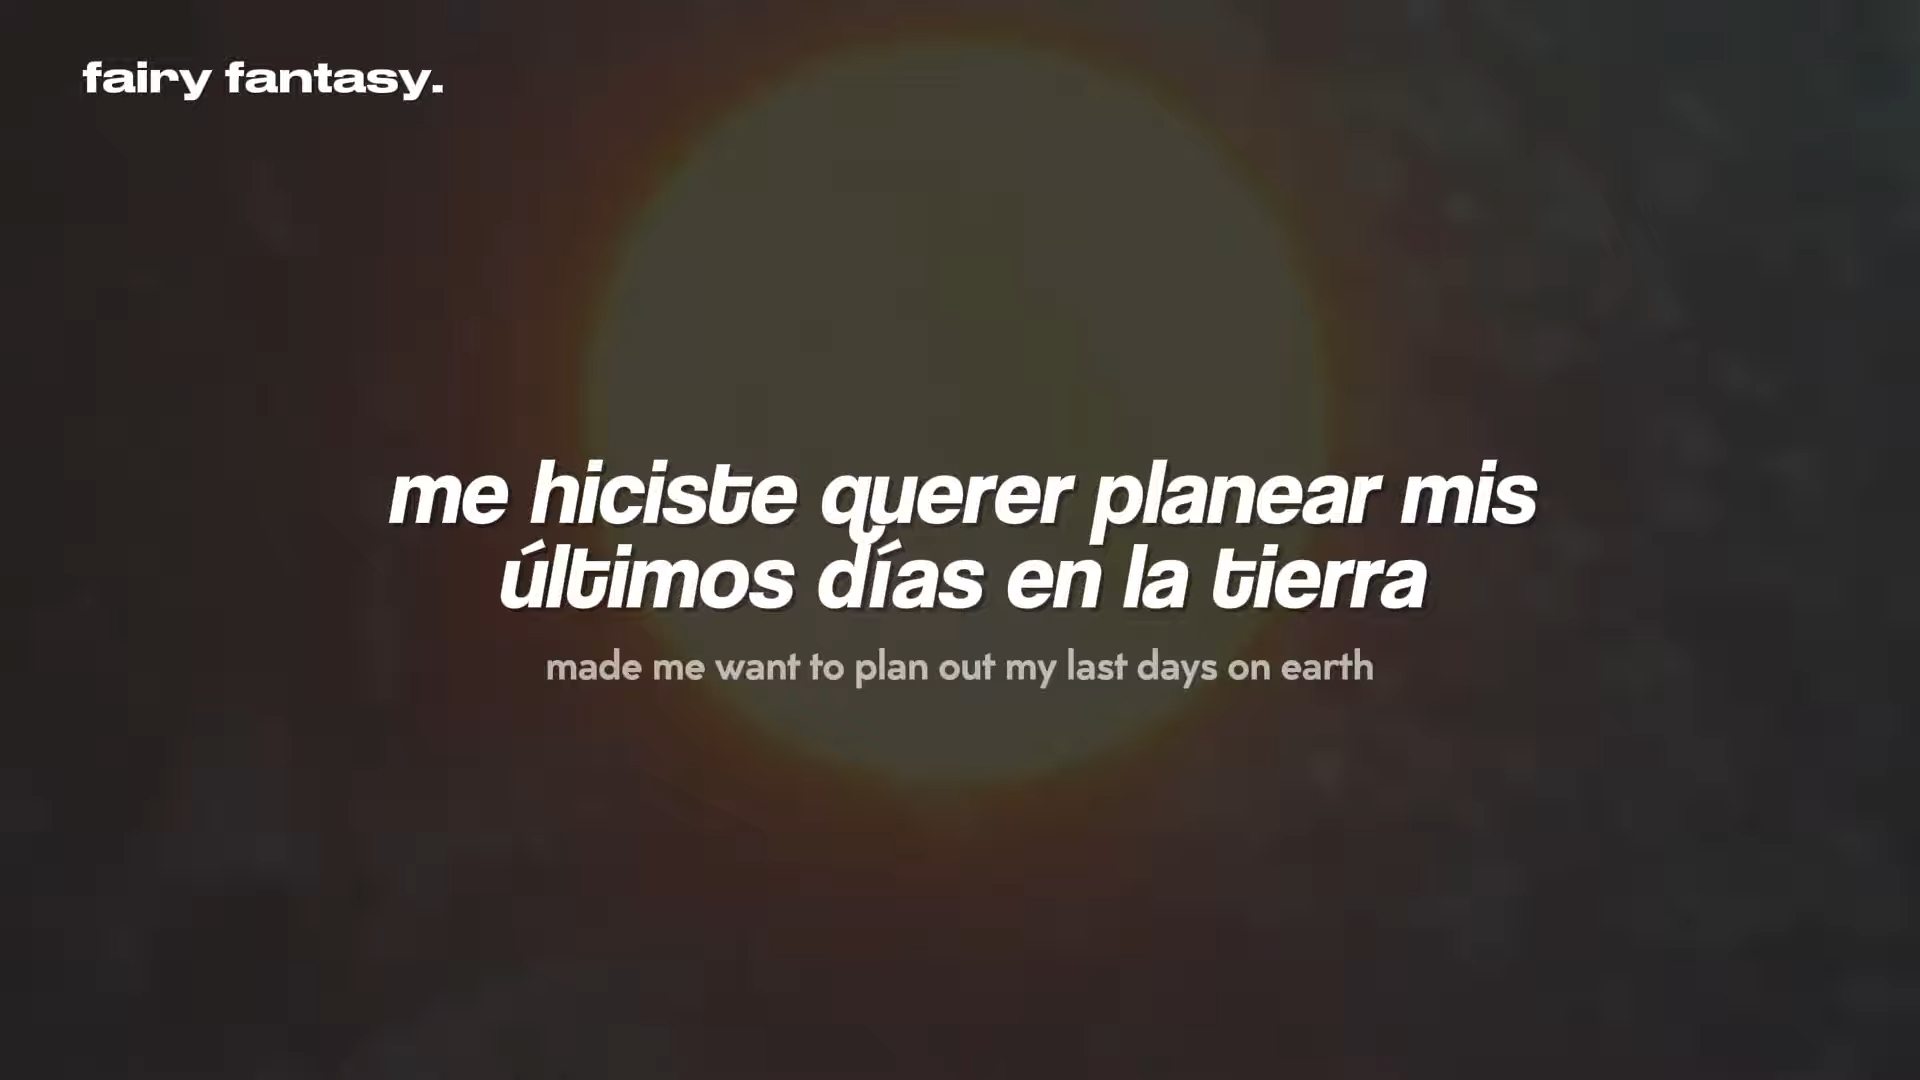 fairy fantasy.
me hiciste querer planear mis
últimos días en la tierra
made me want to plan out my last days on earth